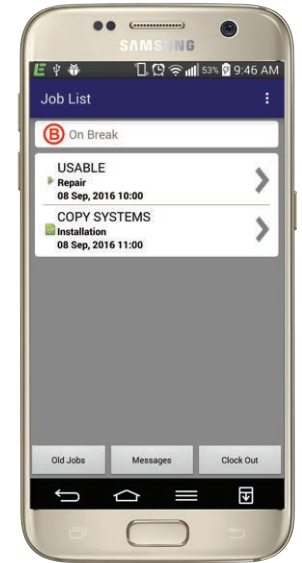 SAMSUNG
E 53% 9:46 AM
Job List
B On Break
USABLE
Repair
08 Sep, 2016 10:00
COPY SYSTEMS
Installation
08 Sep, 2016 11:00
Old Jobs Messages Clock Out